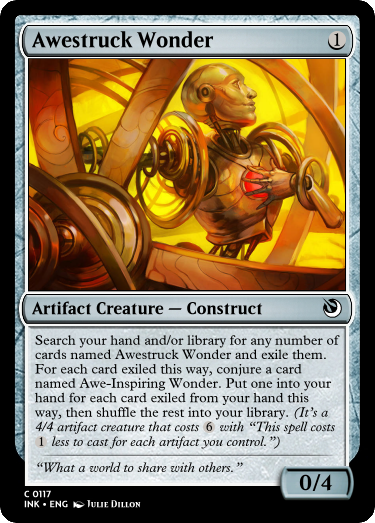 Awestruck Wonder 1
Artifact Creature — Construct
Search your hand and/or library for any number of
cards named Awestruck Wonder and exile them.
For each card exiled this way, conjure a card
named Awe-Inspiring Wonder. Put one into your
hand for each card exiled from your hand this
way, then shuffle the rest into your library. (It's a
4/4 artifact creature that costs 6 with “This spell costs
1 less to cast for each artifact you control.”)
“What a world to share with others.”
0/4
C 0117
INK • ENG Julie Dillon